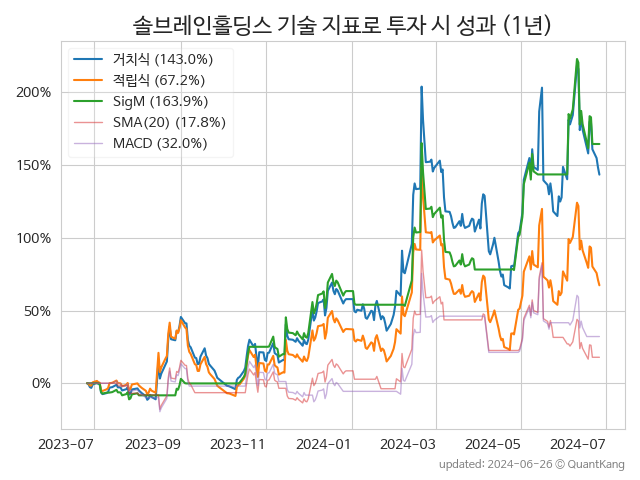 솔브레인홀딩스 기술 지표로 투자 시 성과 (1년)
거치식 (143.0%)
적립식 (67.2%)
SigM (163.9%)
SMA(20) (17.8%)
MACD (32.0%)
200%
150%
100%
50%
0%
2023-07 2023-09 2023-11 2024-01 2024-03 2024-05 2024-07
updated: 2024-06-26 © QuantKang